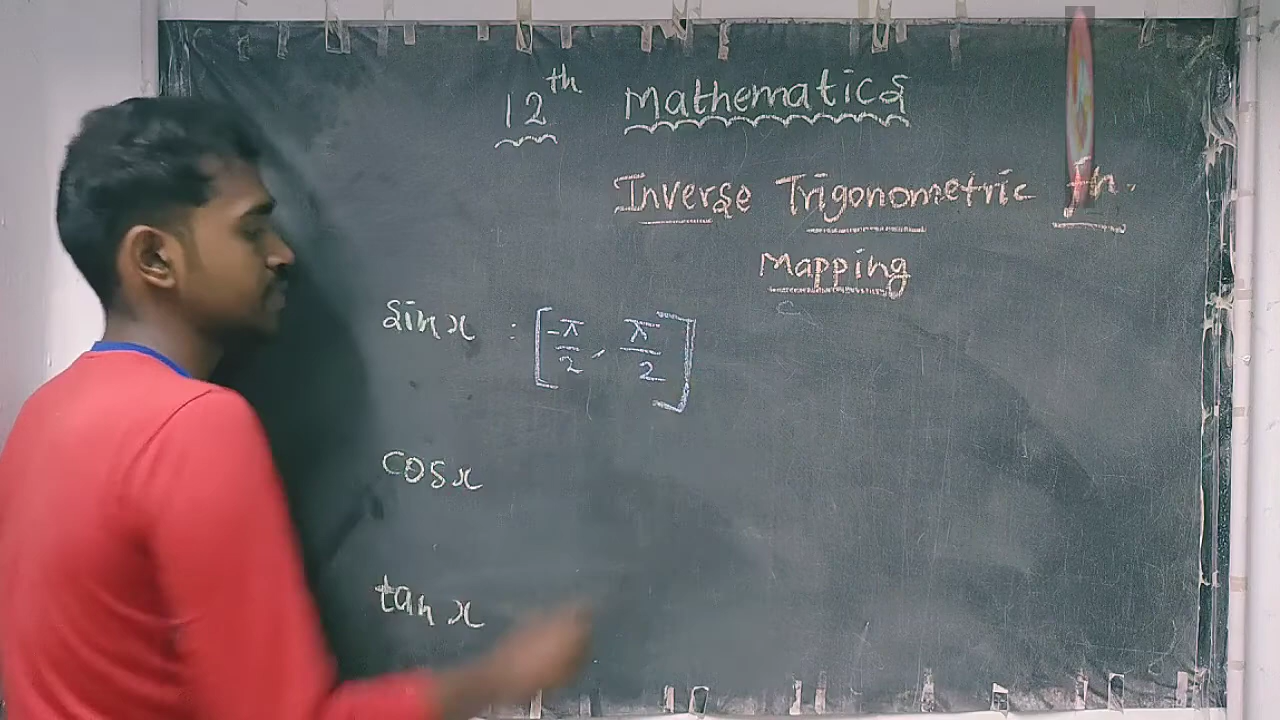 12th Mathematics
Inverse Trigonometric fn.
Mapping
sin x : [-π/2, π/2]
cos x
tan x